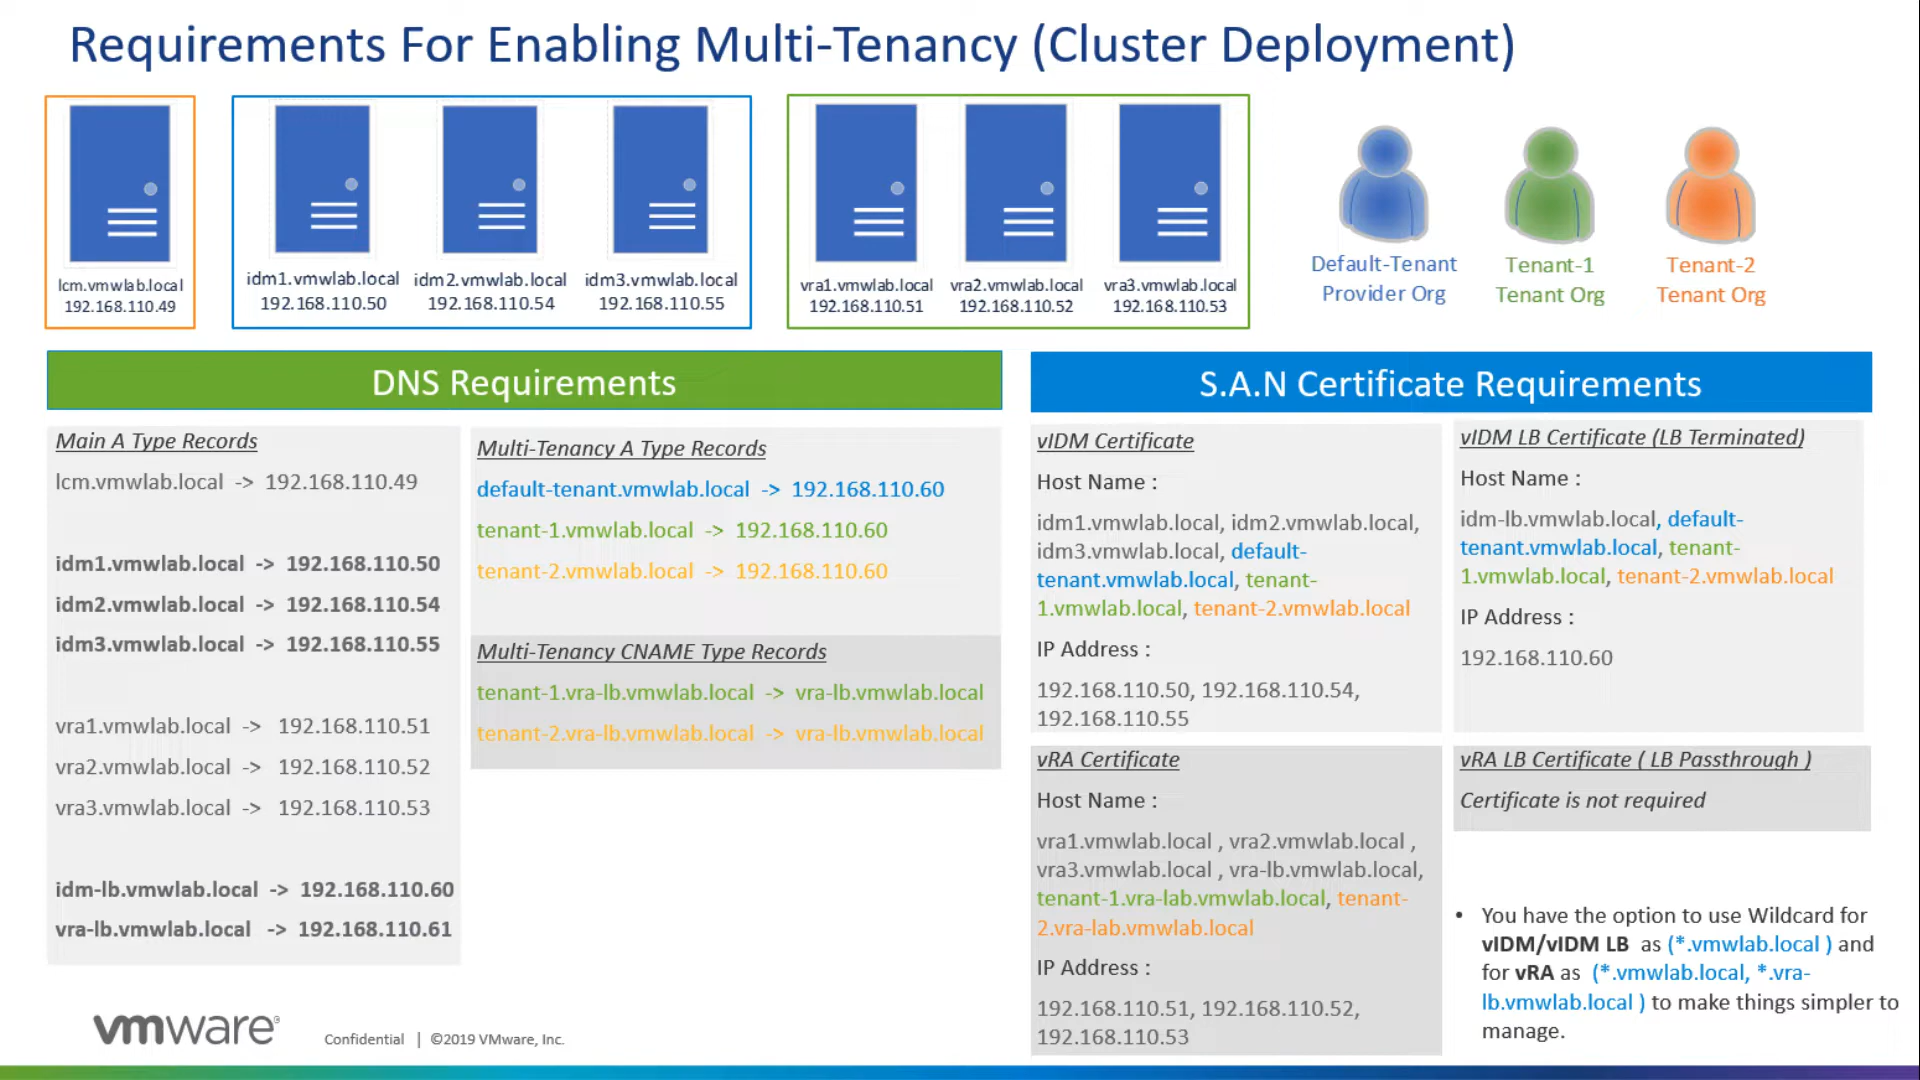 Requirements For Enabling Multi-Tenancy (Cluster Deployment)
lcm.vmwlab.local
192.168.110.49
idm1.vmwlab.local
192.168.110.50
idm2.vmwlab.local
192.168.110.54
idm3.vmwlab.local
192.168.110.55
vra1.vmwlab.local
192.168.110.51
vra2.vmwlab.local
192.168.110.52
vra3.vmwlab.local
192.168.110.53
Default-Tenant
Provider Org
Tenant-1
Tenant Org
Tenant-2
Tenant Org
DNS Requirements
Main A Type Records
lcm.vmwlab.local -> 192.168.110.49
idm1.vmwlab.local -> 192.168.110.50
idm2.vmwlab.local -> 192.168.110.54
idm3.vmwlab.local -> 192.168.110.55
vra1.vmwlab.local -> 192.168.110.51
vra2.vmwlab.local -> 192.168.110.52
vra3.vmwlab.local -> 192.168.110.53
idm-lb.vmwlab.local -> 192.168.110.60
vra-lb.vmwlab.local -> 192.168.110.61
Multi-Tenancy A Type Records
default-tenant.vmwlab.local -> 192.168.110.60
tenant-1.vmwlab.local -> 192.168.110.60
tenant-2.vmwlab.local -> 192.168.110.60
Multi-Tenancy CNAME Type Records
tenant-1.vra-lb.vmwlab.local -> vra-lb.vmwlab.local
tenant-2.vra-lb.vmwlab.local -> vra-lb.vmwlab.local
S.A.N Certificate Requirements
vIDM Certificate
Host Name :
idm1.vmwlab.local, idm2.vmwlab.local,
idm3.vmwlab.local, default-
tenant.vmwlab.local, tenant-
1.vmwlab.local, tenant-2.vmwlab.local
IP Address :
192.168.110.50, 192.168.110.54,
192.168.110.55
vIDM LB Certificate (LB Terminated)
Host Name :
idm-lb.vmwlab.local, default-
tenant.vmwlab.local, tenant-
1.vmwlab.local, tenant-2.vmwlab.local
IP Address :
192.168.110.60
vRA Certificate
Host Name :
vra1.vmwlab.local , vra2.vmwlab.local ,
vra3.vmwlab.local , vra-lb.vmwlab.local,
tenant-1.vra-lab.vmwlab.local, tenant-
2.vra-lab.vmwlab.local
IP Address :
192.168.110.51, 192.168.110.52,
192.168.110.53
vRA LB Certificate ( LB Passthrough )
Certificate is not required
• You have the option to use Wildcard for
vIDM/vIDM LB as (*.vmwlab.local ) and
for vRA as (*.vmwlab.local, *.vra-
lb.vmwlab.local ) to make things simpler to
manage.
vmware®
Confidential | ©2019 VMware, Inc.